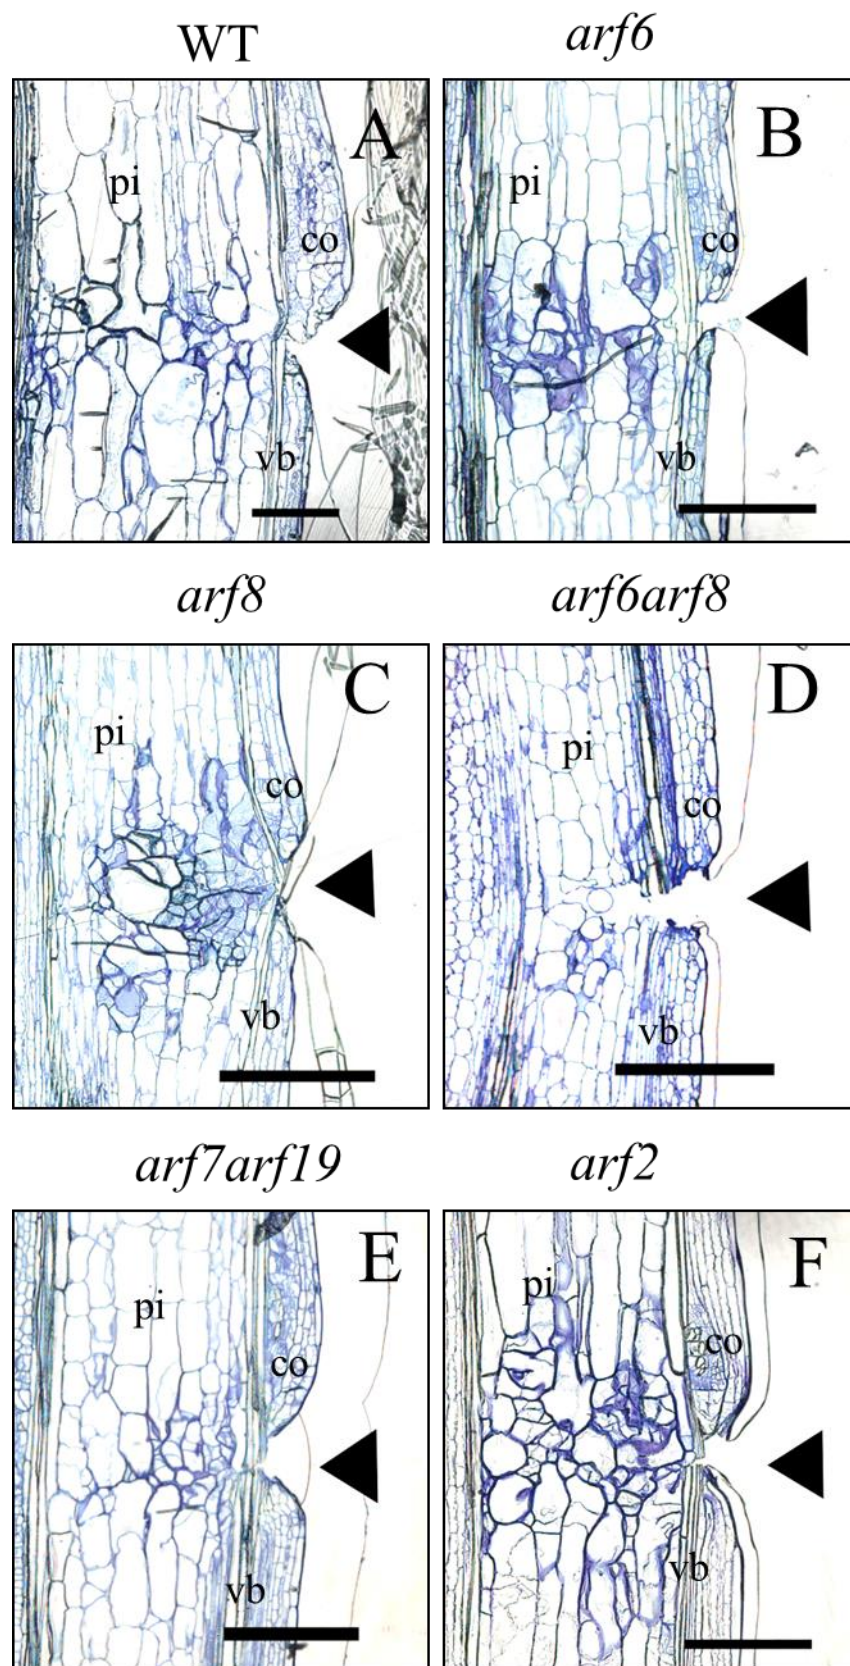 WT
arf6
A
B
pi
pi
co
co
vb
vb
arf8
arf6arf8
C
D
pi
pi
co
co
vb
vb
arf7arf19
arf2
E
F
pi
pi
co
co
vb
vb